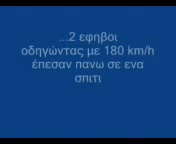 ...2 εφηβοι
οδηγώντας με 180 km/h
έπεσαν πανω σε ενα
σπιτι